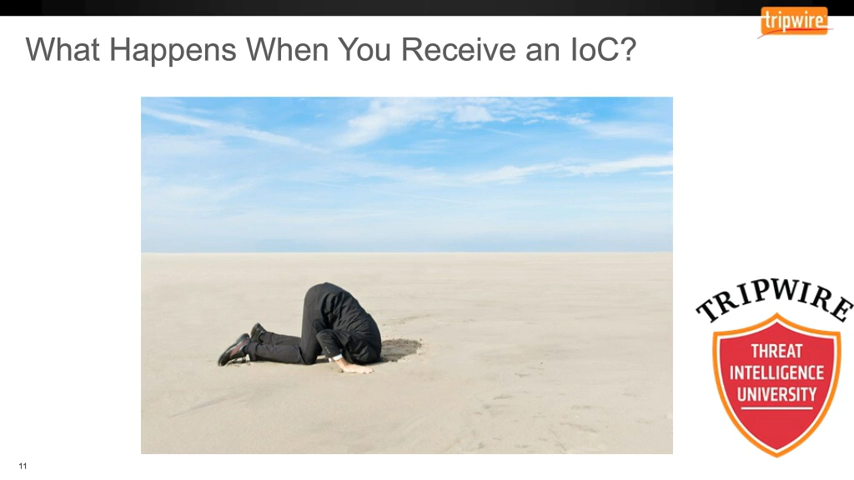 tripwire
What Happens When You Receive an IoC?
TRIPWIRE
THREAT
INTELLIGENCE
UNIVERSITY
11